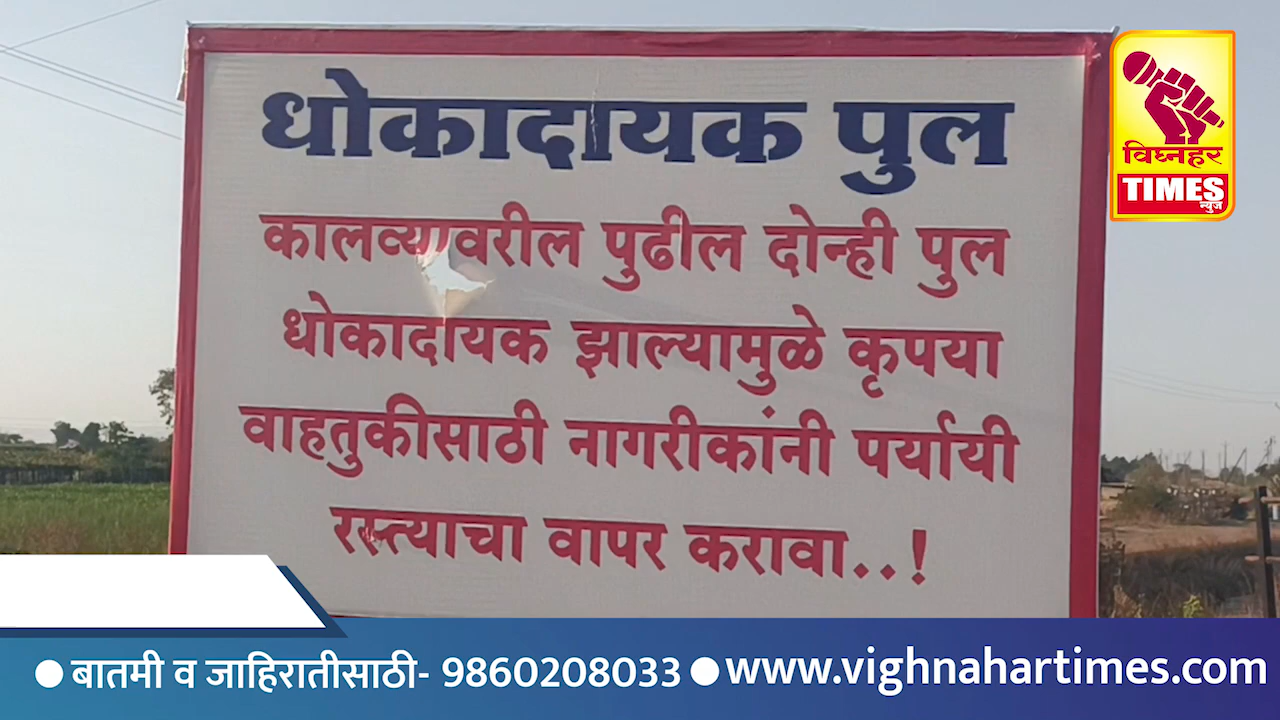 धोकादायक पुल
कालव्यावरील पुढील दोन्ही पुल
धोकादायक झाल्यामुळे कृपया
वाहतुकीसाठी नागरीकांनी पर्यायी
रस्त्याचा वापर करावा..!
विघ्नहर
TIMES
न्युज
बातमी व जाहिरातीसाठी- 9860208033 www.vighnahartimes.com